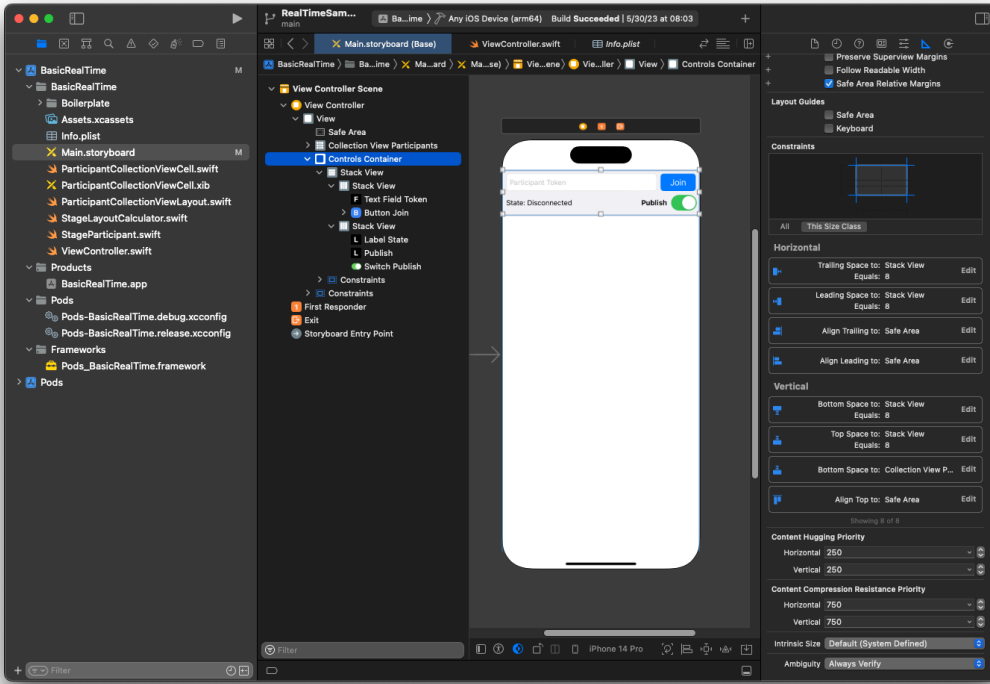 RealTimeSam...
main
Ba...ime
Any iOS Device (arm64)
Build Succeeded | 5/30/23 at 08:03
Main.storyboard (Base)
ViewController.swift
Info.plist
BasicRealTime
Ba...ime
Ma...ard
Ma...se)
Vie...ene
Vie...ller
View
Controls Container
BasicRealTime
M
BasicRealTime
Boilerplate
Assets.xcassets
Info.plist
Main.storyboard
M
ParticipantCollectionViewCell.swift
ParticipantCollectionViewCell.xib
ParticipantCollectionViewLayout.swift
StageLayoutCalculator.swift
StageParticipant.swift
ViewController.swift
Products
BasicRealTime.app
Pods
Pods-BasicRealTime.debug.xcconfig
Pods-BasicRealTime.release.xcconfig
Frameworks
Pods_BasicRealTime.framework
Pods
Filter
View Controller Scene
View Controller
View
Safe Area
Collection View Participants
Controls Container
Stack View
Stack View
F Text Field Token
B Button Join
Stack View
L Label State
L Publish
Switch Publish
Constraints
Constraints
First Responder
Exit
Storyboard Entry Point
Filter
Participant Token
Join
State: Disconnected
Publish
iPhone 14 Pro
Preserve Superview Margins
Follow Readable Width
Safe Area Relative Margins
Layout Guides
Safe Area
Keyboard
Constraints
All
This Size Class
Horizontal
Trailing Space to: Stack View
Equals: 8
Edit
Leading Space to: Stack View
Equals: 8
Edit
Align Trailing to: Safe Area
Edit
Align Leading to: Safe Area
Edit
Vertical
Bottom Space to: Stack View
Equals: 8
Edit
Top Space to: Stack View
Equals: 8
Edit
Bottom Space to: Collection View P...
Edit
Align Top to: Safe Area
Edit
Showing 8 of 8
Content Hugging Priority
Horizontal 250
Vertical 250
Content Compression Resistance Priority
Horizontal 750
Vertical 750
Intrinsic Size Default (System Defined)
Ambiguity Always Verify